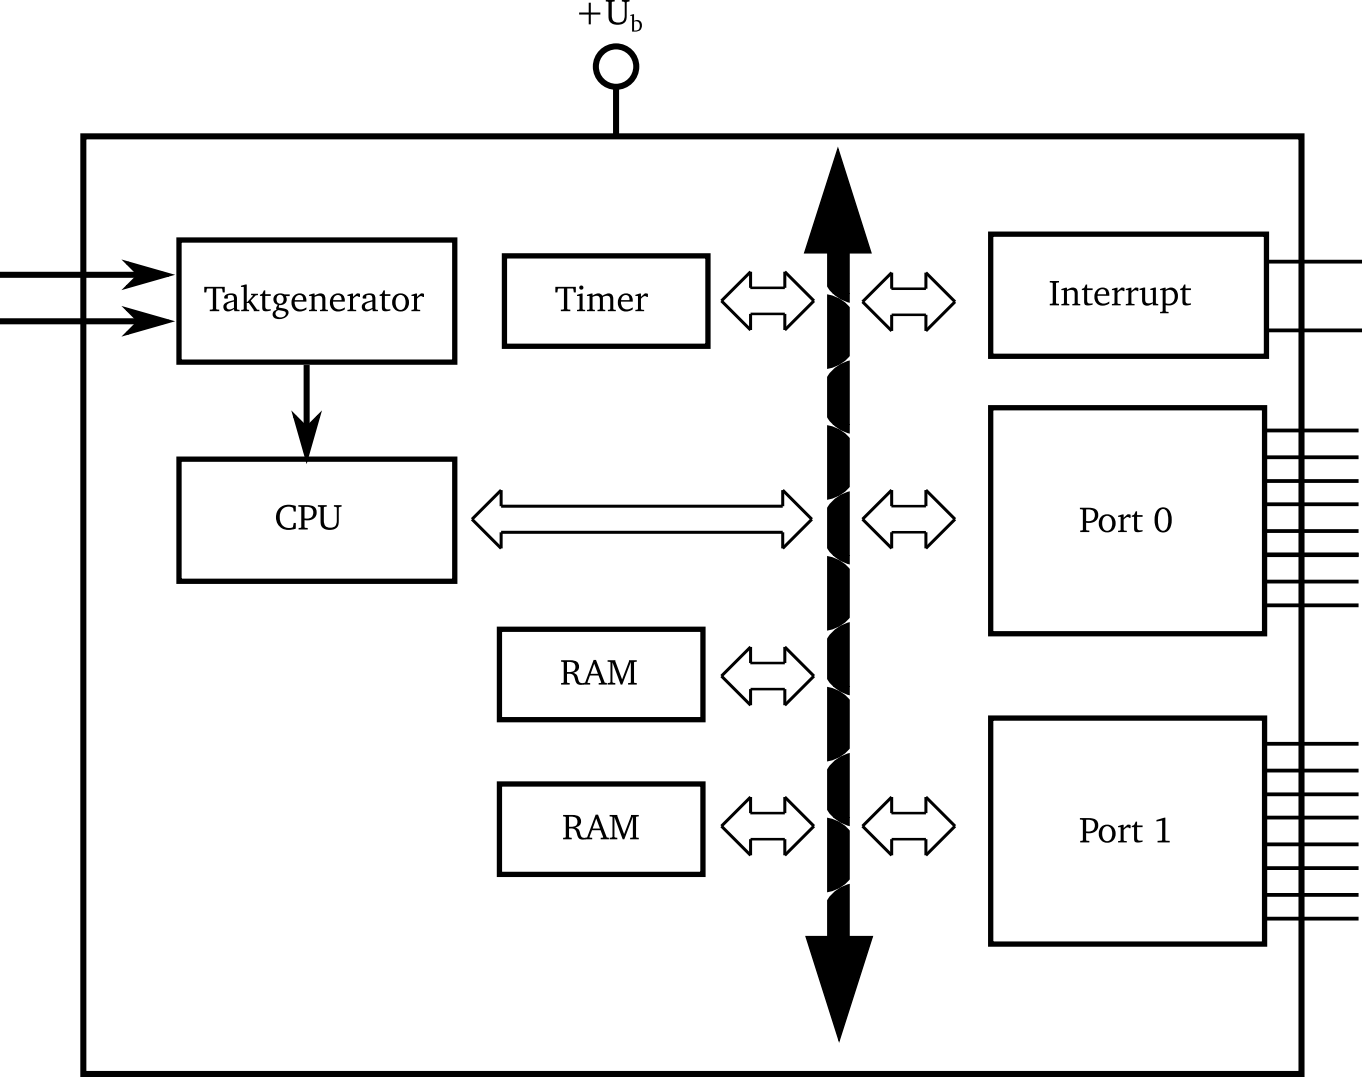 +Ub
Taktgenerator
Timer
Interrupt
CPU
Port 0
RAM
RAM
Port 1